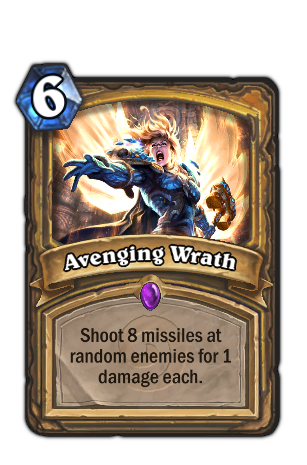 6
Avenging Wrath
Shoot 8 missiles at
random enemies for 1
damage each.